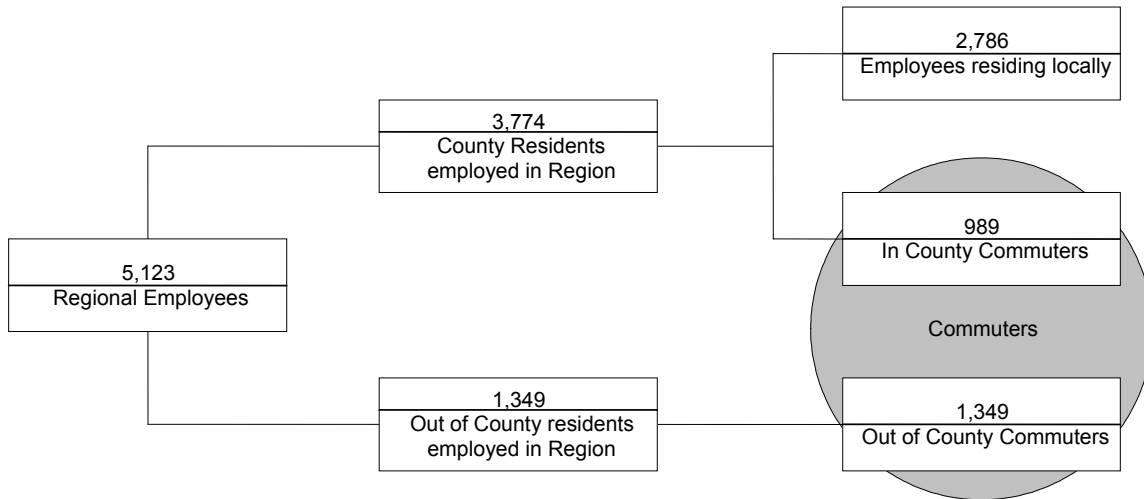 2,786
Employees residing locally
3,774
County Residents
employed in Region
989
In County Commuters
5,123
Regional Employees
Commuters
1,349
Out of County residents
employed in Region
1,349
Out of County Commuters